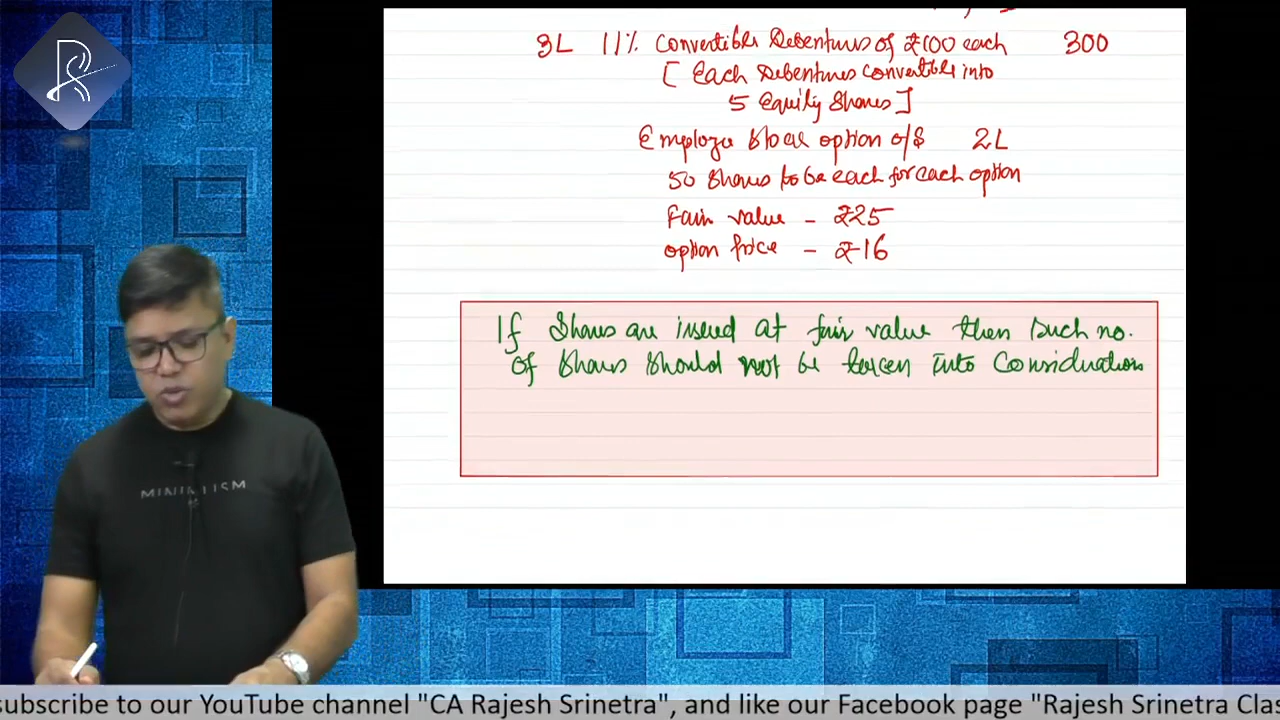 3L 11% Convertible Debentures of ₹100 each 300
[ Each Debentures convertible into
5 Equity Shares ]
Employee Stock option o/s 2L
50 Shares to be each for each option
Fair value - ₹25
option Price - ₹16
If Shares are issued at fair value then such no.
of Shares Should not be taken into Consideration
MINIMALISM
subscribe to our YouTube channel "CA Rajesh Srinetra", and like our Facebook page "Rajesh Srinetra Clas